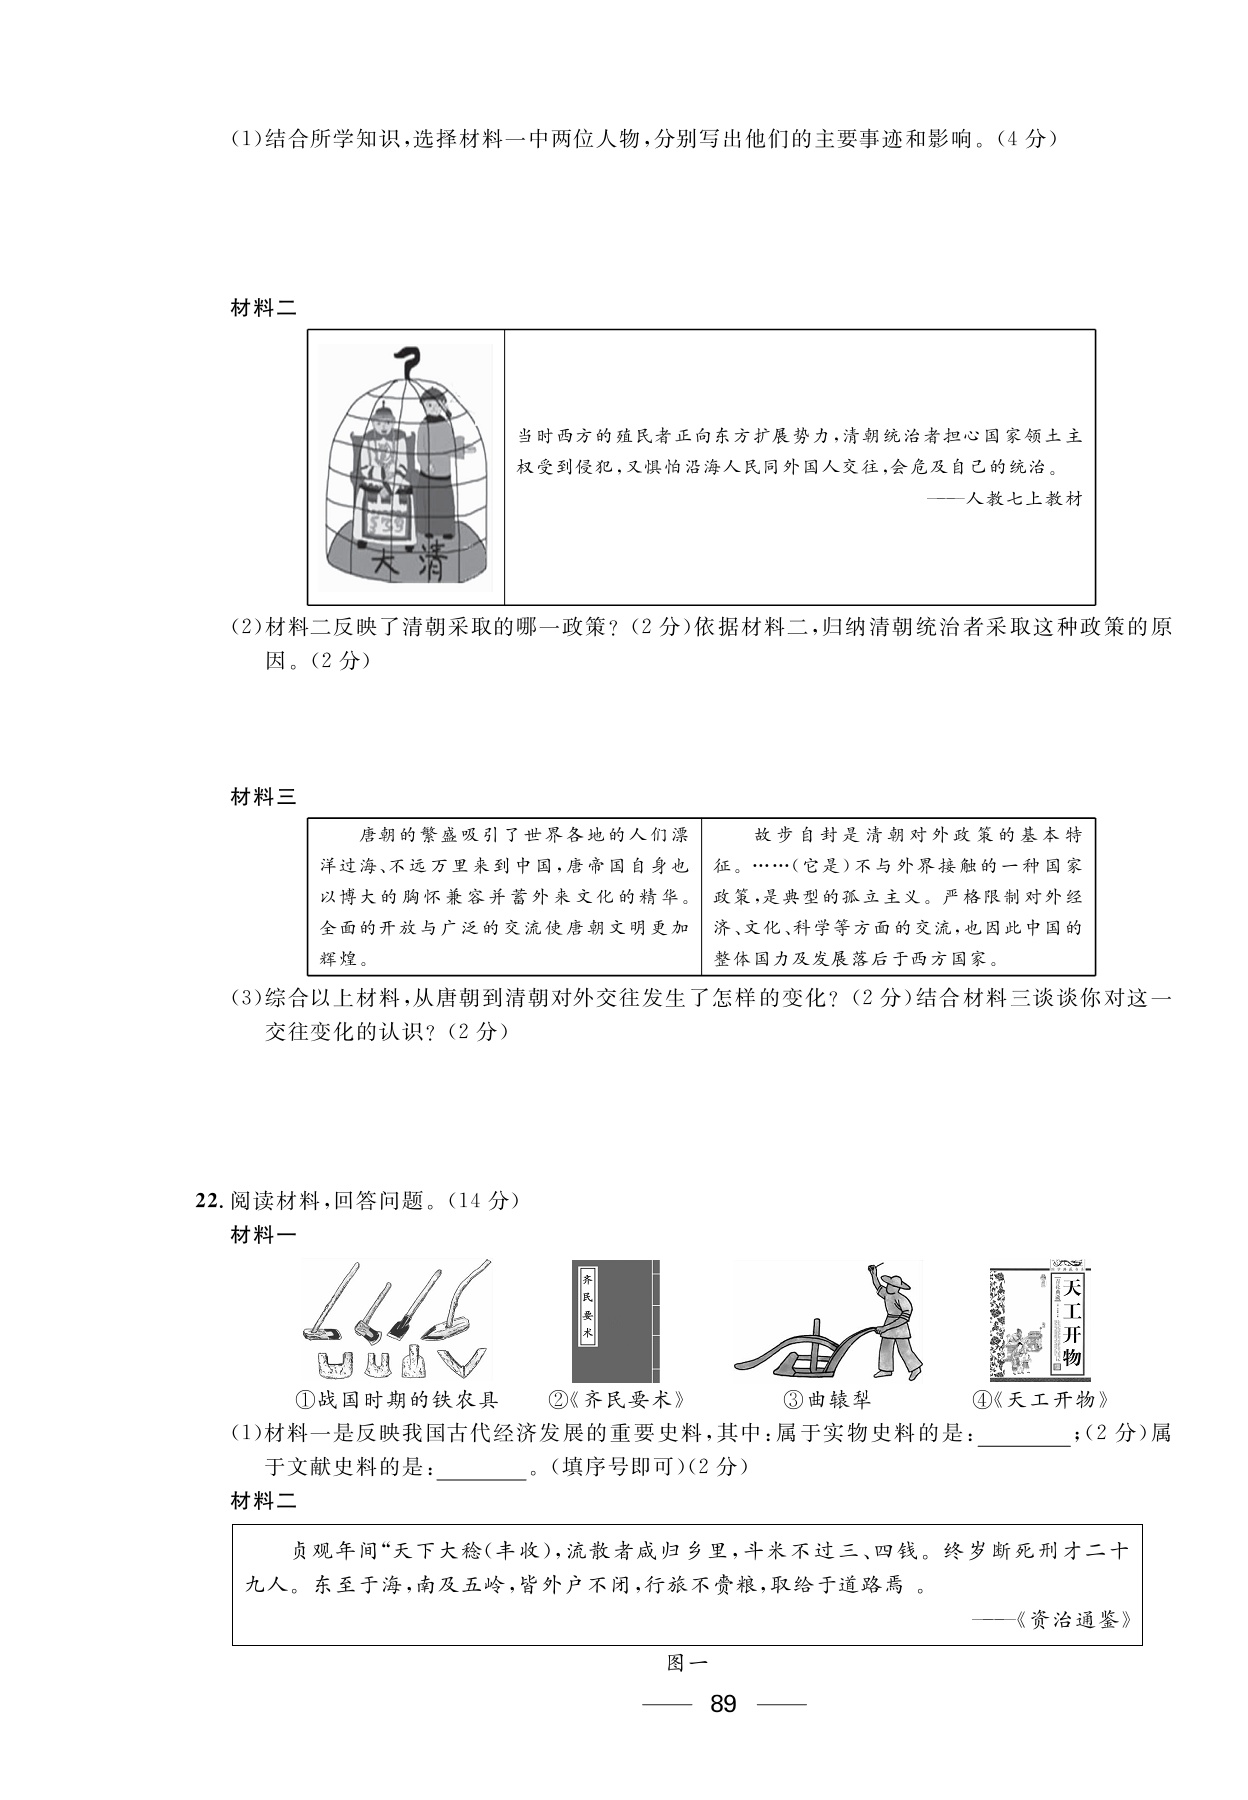 (1)结合所学知识,选择材料一中两位人物,分别写出他们的主要事迹和影响。(4 分)
材料二
?
大清
当时西方的殖民者正向东方扩展势力,清朝统治者担心国家领土主
权受到侵犯,又惧怕沿海人民同外国人交往,会危及自己的统治。
——人教七上教材
(2)材料二反映了清朝采取的哪一政策?(2 分)依据材料二,归纳清朝统治者采取这种政策的原
因。(2 分)
材料三
唐朝的繁盛吸引了世界各地的人们漂
洋过海、不远万里来到中国,唐帝国自身也
以博大的胸怀兼容并蓄外来文化的精华。
全面的开放与广泛的交流使唐朝文明更加
辉煌。
故步自封是清朝对外政策的基本特
征。……(它是)不与外界接触的一种国家
政策,是典型的孤立主义。严格限制对外经
济、文化、科学等方面的交流,也因此中国的
整体国力及发展落后于西方国家。
(3)综合以上材料,从唐朝到清朝对外交往发生了怎样的变化?(2 分)结合材料三谈谈你对这一
交往变化的认识?(2 分)
22. 阅读材料,回答问题。(14 分)
材料一
齐民要术
天工开物
①战国时期的铁农具 ②《齐民要术》 ③曲辕犁 ④《天工开物》
(1)材料一是反映我国古代经济发展的重要史料,其中:属于实物史料的是:________;(2 分)属
于文献史料的是:________。(填序号即可)(2 分)
材料二
贞观年间“天下大稔(丰收),流散者咸归乡里,斗米不过三、四钱。终岁断死刑才二十
九人。东至于海,南及五岭,皆外户不闭,行旅不赍粮,取给于道路焉 。
——《资治通鉴》
图一
89